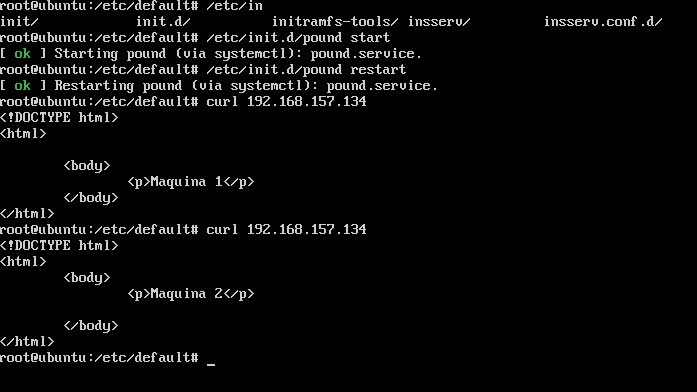 root@ubuntu:/etc/default# /etc/in
init/ init.d/ initramfs-tools/ insserv/ insserv.conf.d/
root@ubuntu:/etc/default# /etc/init.d/pound start
[ ok ] Starting pound (via systemctl): pound.service.
root@ubuntu:/etc/default# /etc/init.d/pound restart
[ ok ] Restarting pound (via systemctl): pound.service.
root@ubuntu:/etc/default# curl 192.168.157.134
<!DOCTYPE html>
<html>
<body>
<p>Maquina 1</p>
</body>
</html>
root@ubuntu:/etc/default# curl 192.168.157.134
<!DOCTYPE html>
<html>
<body>
<p>Maquina 2</p>
</body>
</html>
root@ubuntu:/etc/default# _